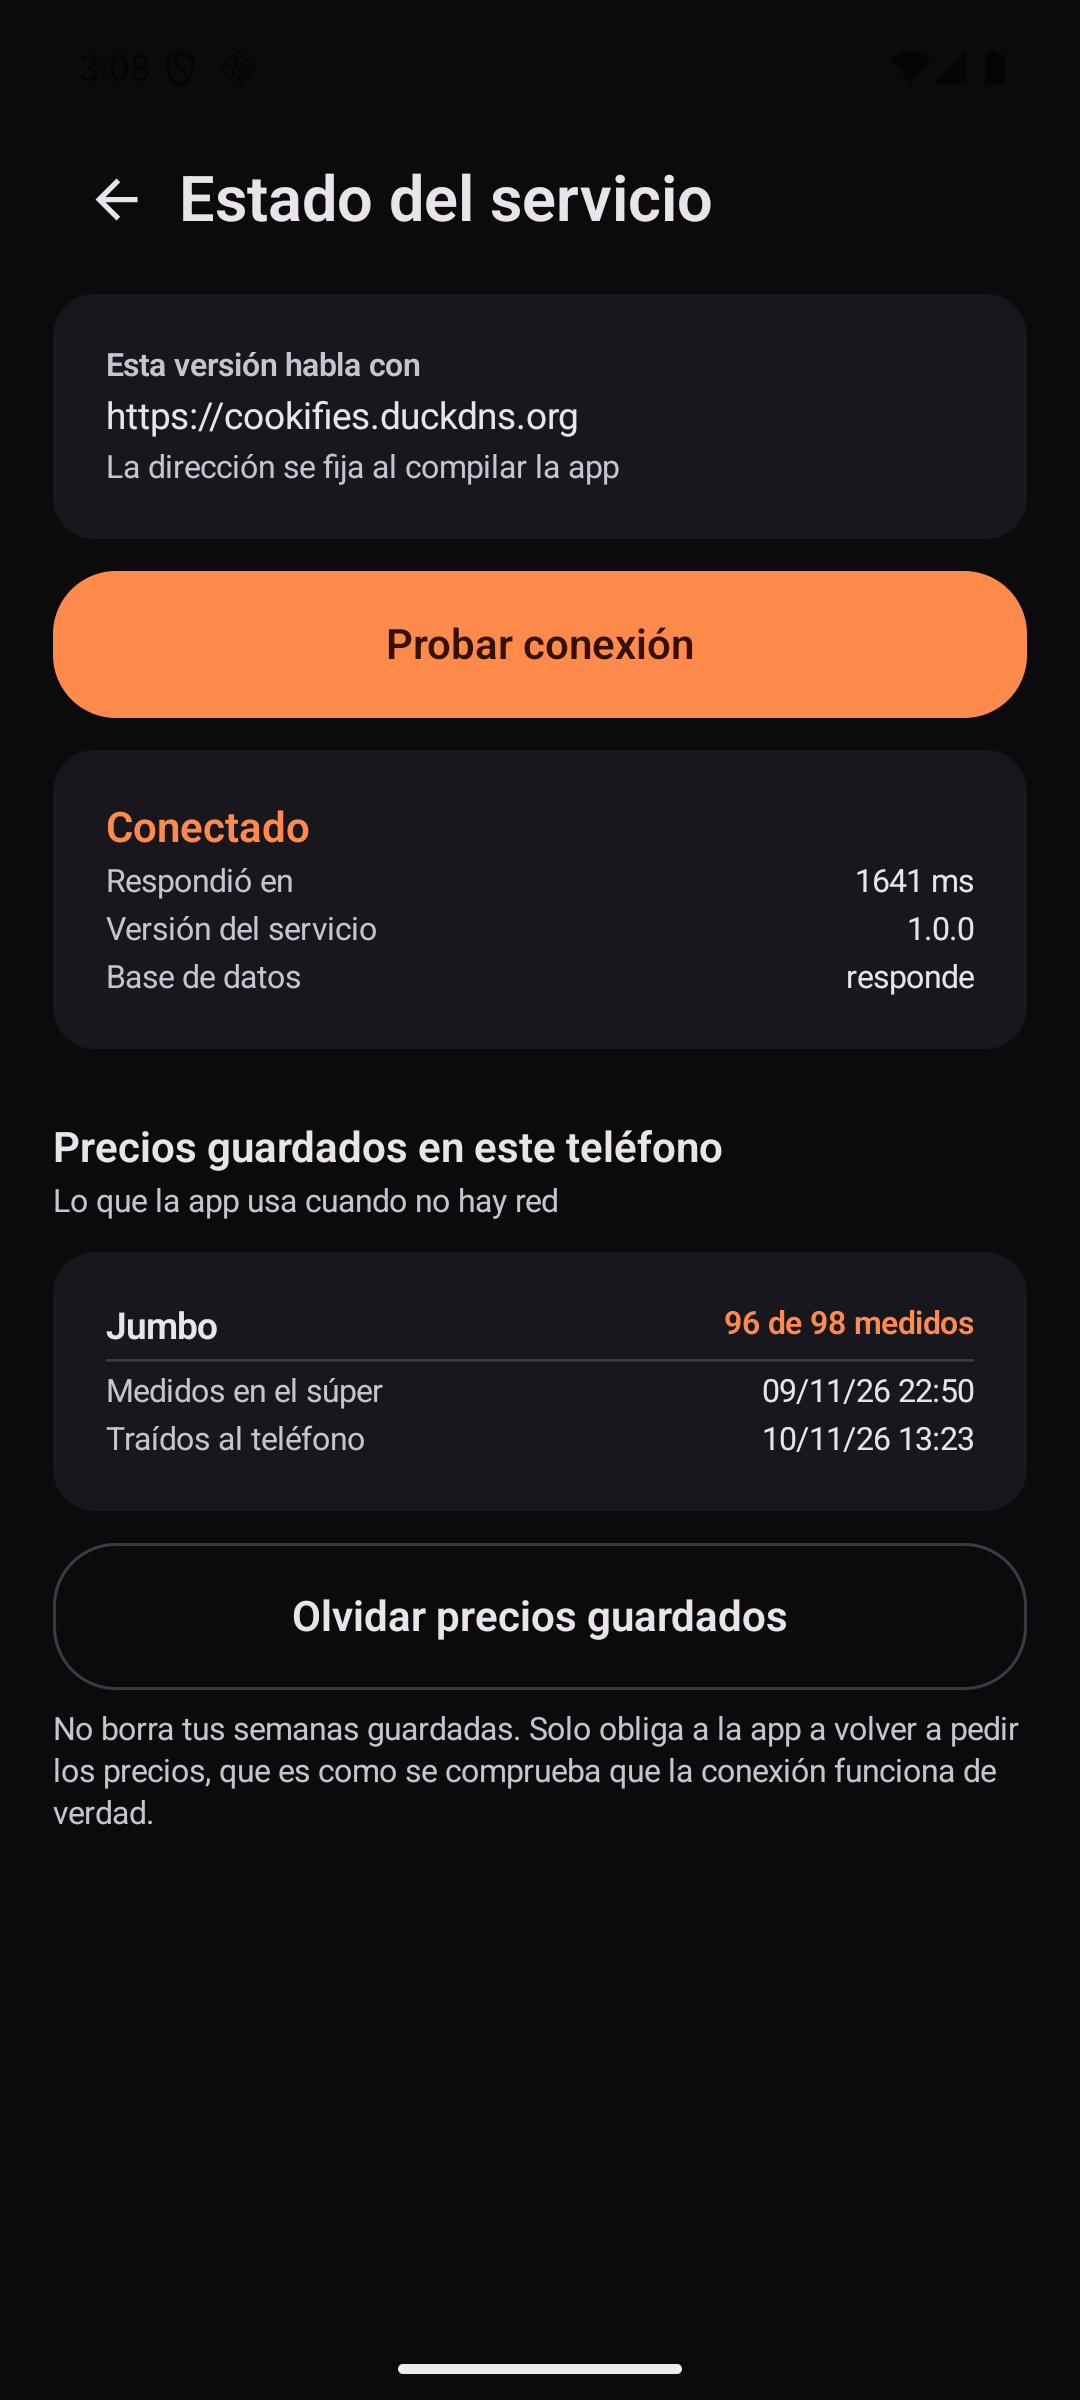 3:08
Estado del servicio
Esta versión habla con
https://cookifies.duckdns.org
La dirección se fija al compilar la app
Probar conexión
Conectado
Respondió en 1641 ms
Versión del servicio 1.0.0
Base de datos responde
Precios guardados en este teléfono
Lo que la app usa cuando no hay red
Jumbo 96 de 98 medidos
Medidos en el súper 09/11/26 22:50
Traídos al teléfono 10/11/26 13:23
Olvidar precios guardados
No borra tus semanas guardadas. Solo obliga a la app a volver a pedir
los precios, que es como se comprueba que la conexión funciona de
verdad.